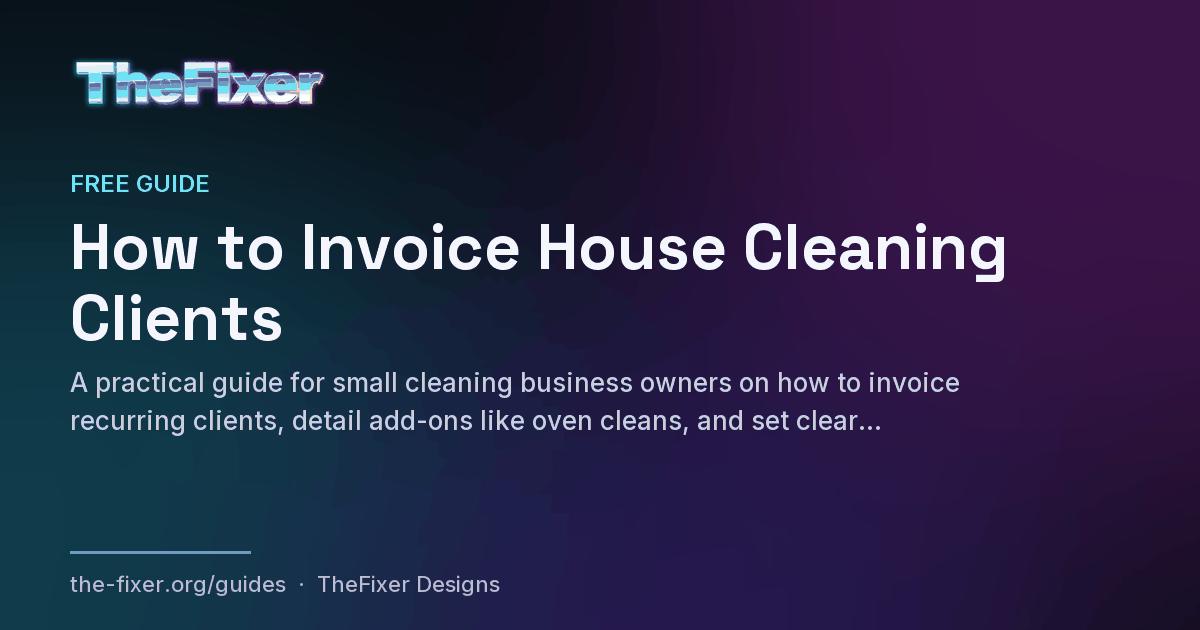 TheFixer
FREE GUIDE
How to Invoice House Cleaning
Clients
A practical guide for small cleaning business owners on how to invoice
recurring clients, detail add-ons like oven cleans, and set clear...
the-fixer.org/guides · TheFixer Designs